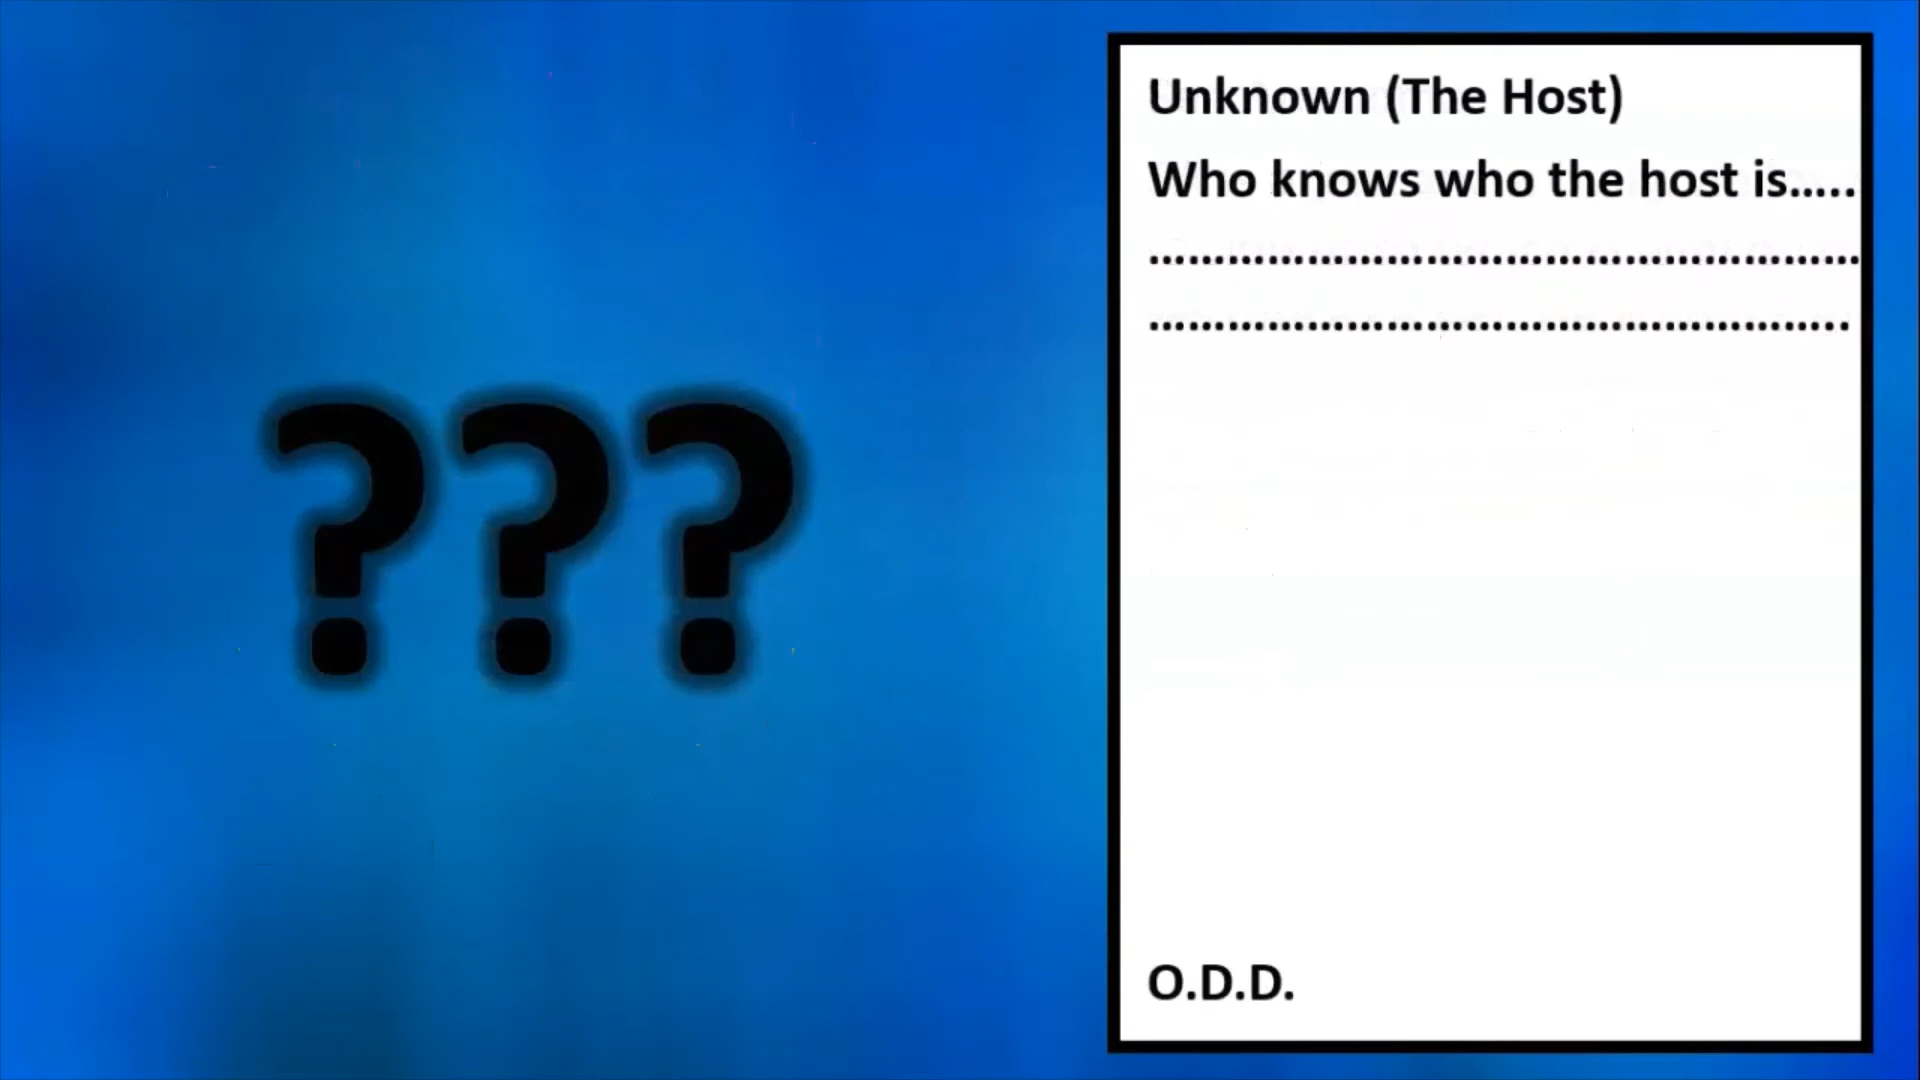 Unknown (The Host)
Who knows who the host is.....
......................................................
.....................................................
???
O.D.D.